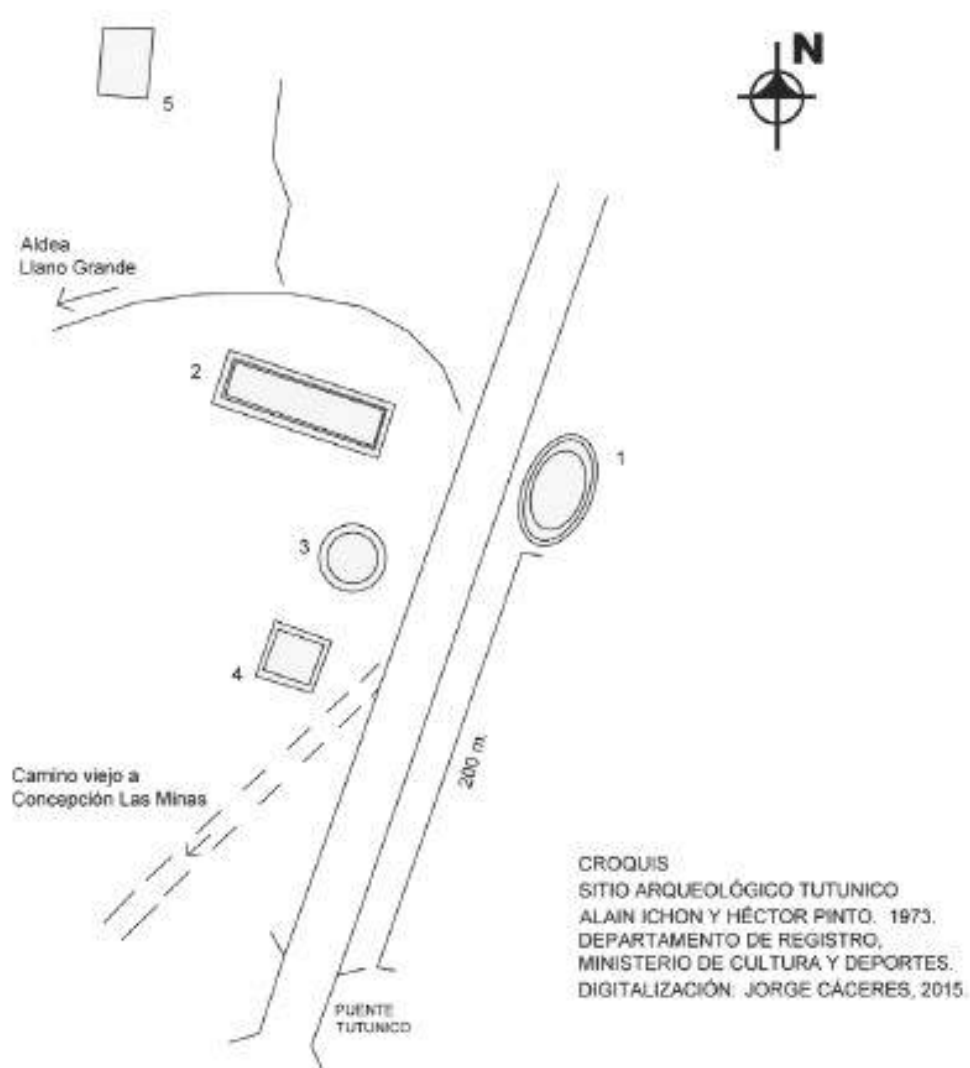 N
5
Aldea
Llano Grande
2
1
3
4
200 m.
Camino viejo a
Concepción Las Minas
PUENTE
TUTUNICO
CROQUIS
SITIO ARQUEOLÓGICO TUTUNICO
ALAIN ICHON Y HÉCTOR PINTO. 1973.
DEPARTAMENTO DE REGISTRO,
MINISTERIO DE CULTURA Y DEPORTES.
DIGITALIZACIÓN: JORGE CÁCERES, 2015.